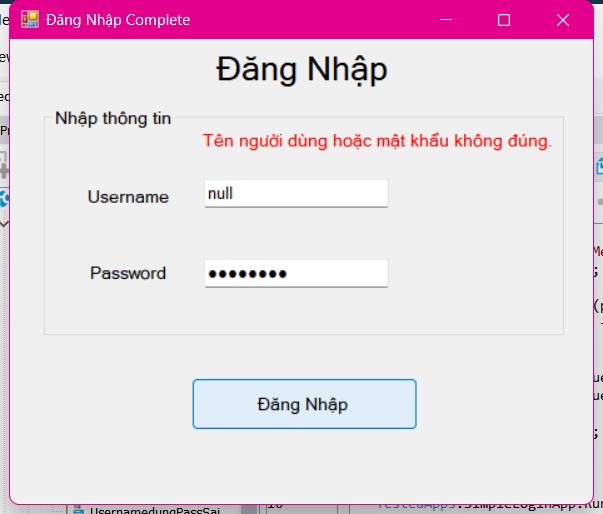 Đăng Nhập Complete
Đăng Nhập
Nhập thông tin
Tên người dùng hoặc mật khẩu không đúng.
Username
null
Password
••••••••
Đăng Nhập
UsernamedungPassSai